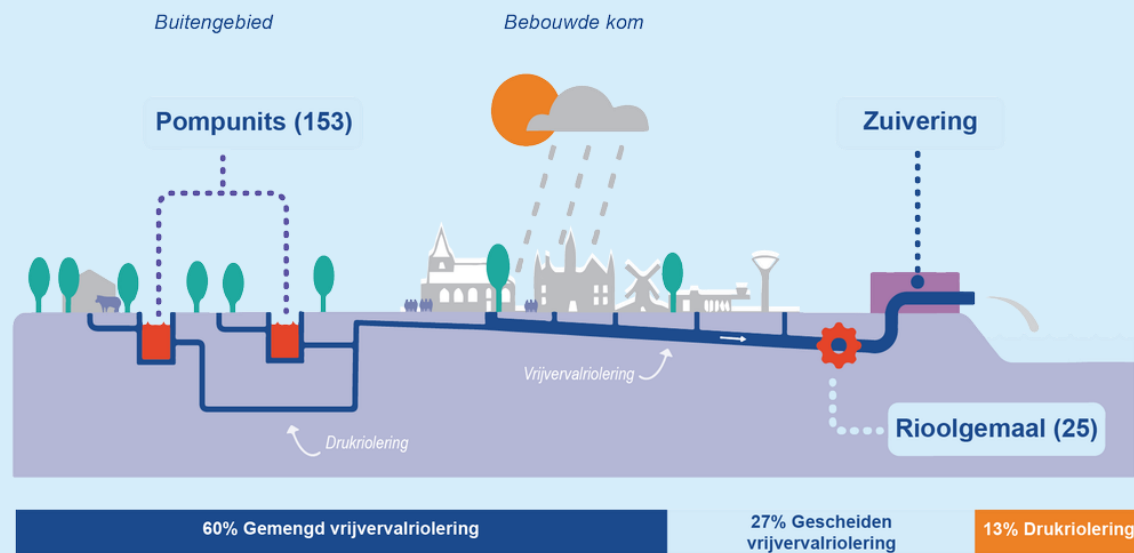 Buitengebied
Bebouwde kom
Pompunits (153)
Zuivering
Vrijvervalriolering
Rioolgemaal (25)
Drukriolering
60% Gemengd vrijvervalriolering
27% Gescheiden
vrijvervalriolering
13% Drukriolering